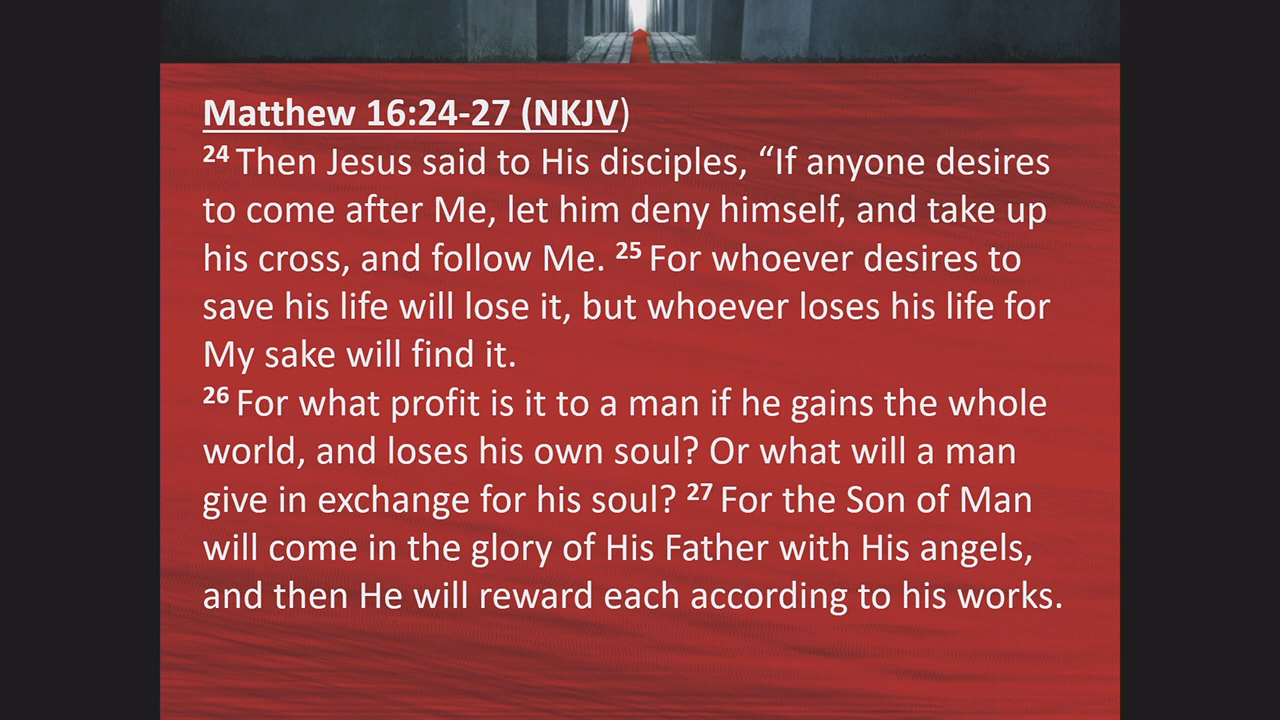 Matthew 16:24-27 (NKJV)
24 Then Jesus said to His disciples, “If anyone desires
to come after Me, let him deny himself, and take up
his cross, and follow Me. 25 For whoever desires to
save his life will lose it, but whoever loses his life for
My sake will find it.
26 For what profit is it to a man if he gains the whole
world, and loses his own soul? Or what will a man
give in exchange for his soul? 27 For the Son of Man
will come in the glory of His Father with His angels,
and then He will reward each according to his works.